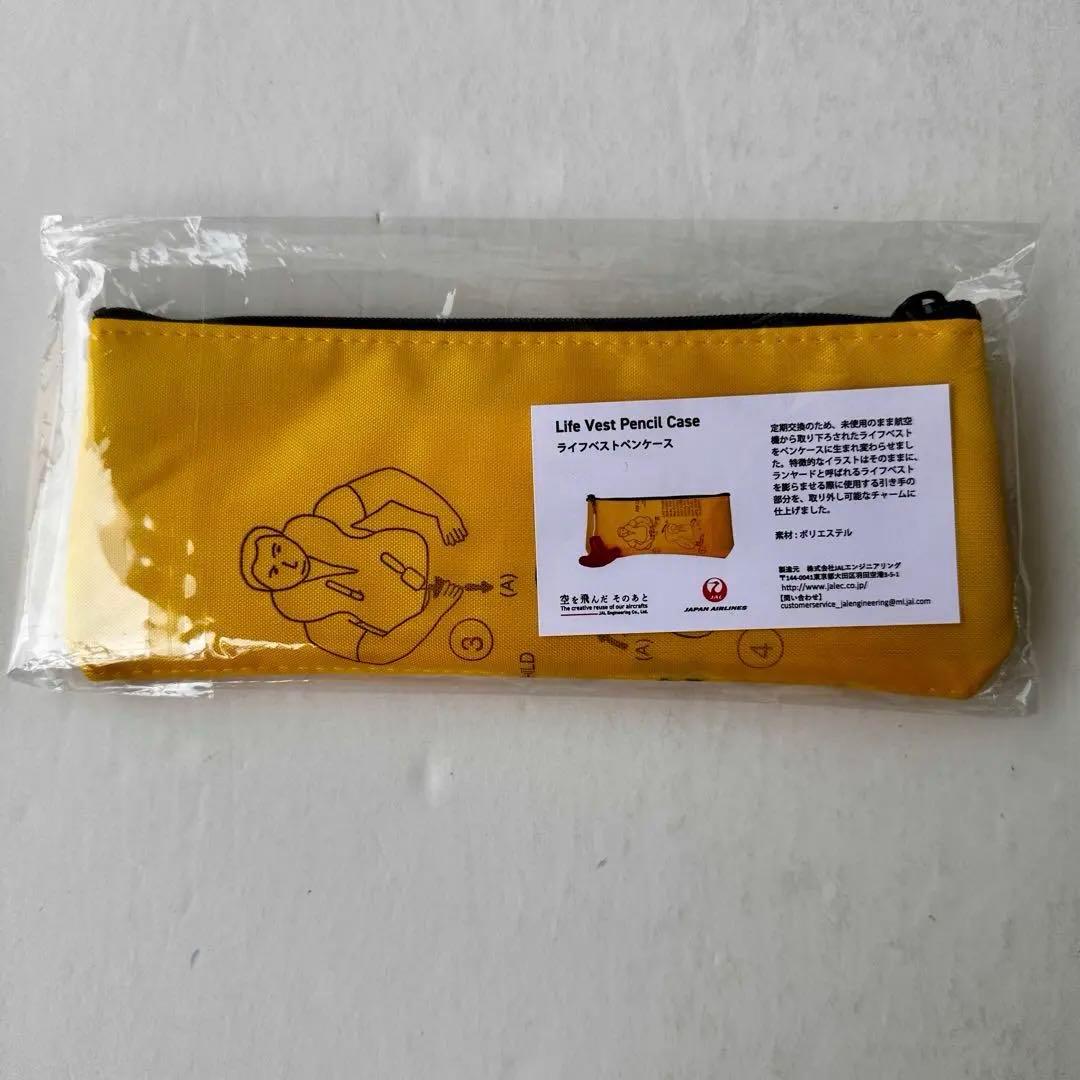 Life Vest Pencil Case
ライフベストペンケース
定期交換のため、未使用のまま航空
機から取り下ろされたライフベスト
をペンケースに生まれ変わらせまし
た。特徴的なイラストはそのままに、
ランヤードと呼ばれるライフベスト
を膨らませる際に使用する引き手の
部分を、取り外し可能なチャームに
仕上げました。
素材：ポリエステル
空を飛んだ そのあと
The creative reuse of our aircrafts
JAL Engineering Co., Ltd.
JAL
JAPAN AIRLINES
製造元 株式会社JALエンジニアリング
〒144-0041東京都大田区羽田空港3-5-1
http://www.jalec.co.jp/
【問い合わせ】
customerservice_jalengineering@ml.jal.com
(A)
3
HLD
(A)
4